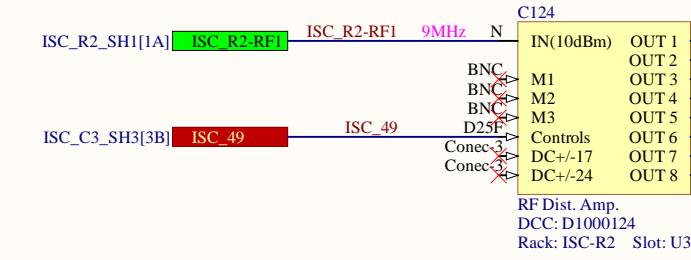 C124
ISC_R2_SH1[1A] ISC_R2-RF1 ISC_R2-RF1 9MHz N IN(10dBm) OUT 1
OUT 2
BNC M1 OUT 3
BNC M2 OUT 4
BNC M3 OUT 5
ISC_C3_SH3[3B] ISC_49 ISC_49 D25F Controls OUT 6
Conec-3 DC+/-17 OUT 7
Conec-3 DC+/-24 OUT 8
RF Dist. Amp.
DCC: D1000124
Rack: ISC-R2 Slot: U3